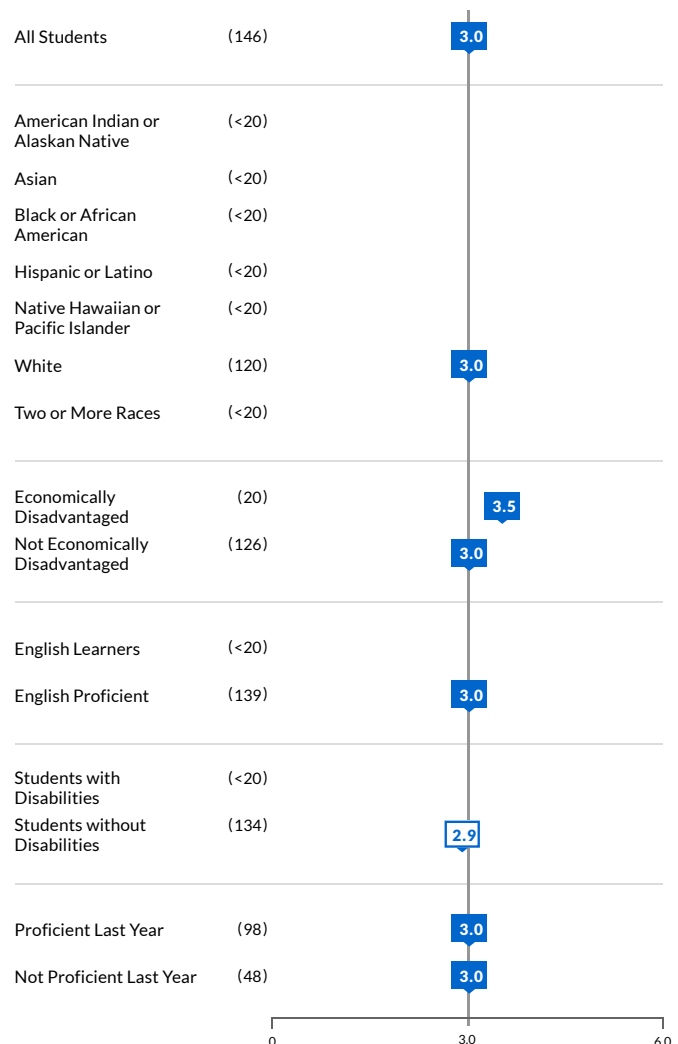 All Students (146) 3.0
American Indian or
Alaskan Native (<20)
Asian (<20)
Black or African
American (<20)
Hispanic or Latino (<20)
Native Hawaiian or
Pacific Islander (<20)
White (120) 3.0
Two or More Races (<20)
Economically
Disadvantaged (20) 3.5
Not Economically
Disadvantaged (126) 3.0
English Learners (<20)
English Proficient (139) 3.0
Students with
Disabilities (<20)
Students without
Disabilities (134) 2.9
Proficient Last Year (98) 3.0
Not Proficient Last Year (48) 3.0
0 3.0 6.0